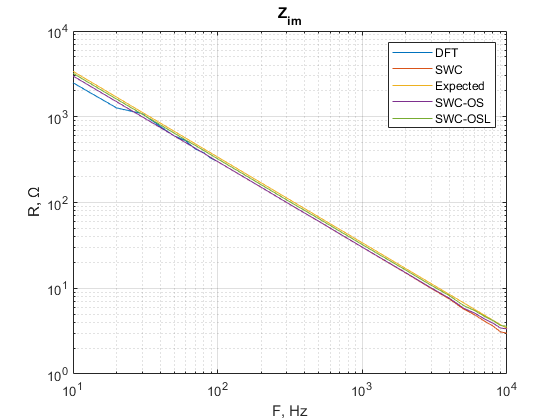 Z_im
10^4
10^3
10^2
10^1
10^0
R, Ω
DFT
SWC
Expected
SWC-OS
SWC-OSL
10^1
10^2
10^3
10^4
F, Hz